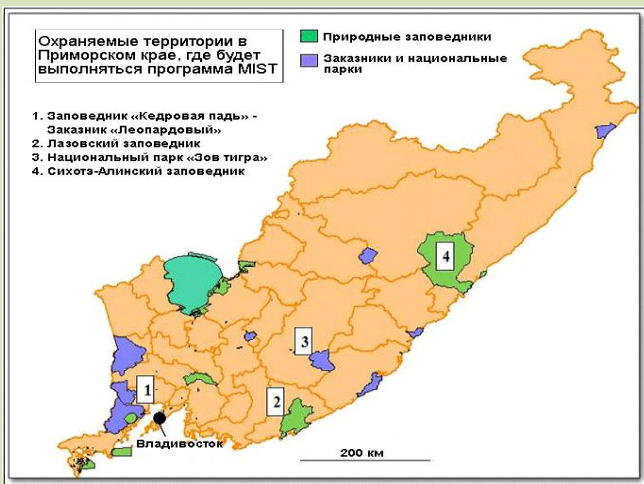 Охраняемые территории в
Приморском крае, где будет
выполняться программа MIST
Природные заповедники
Заказники и национальные
парки
1. Заповедник «Кедровая падь» -
Заказник «Леопардовый»
2. Лазовский заповедник
3. Национальный парк «Зов тигра»
4. Сихотэ-Алинский заповедник
4
3
1
2
Владивосток
200 км